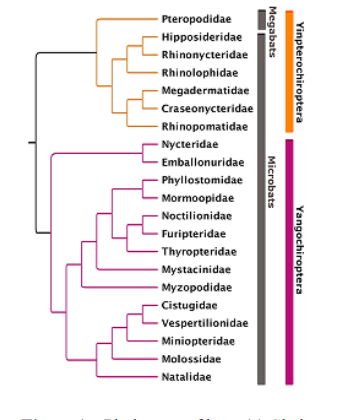 Pteropodidae
Hipposideridae
Rhinonycteridae
Rhinolophidae
Megadermatidae
Craseonycteridae
Rhinopomatidae
Nycteridae
Emballonuridae
Phyllostomidae
Mormoopidae
Noctilionidae
Furipteridae
Thyropteridae
Mystacinidae
Myzopodidae
Cistugidae
Vespertilionidae
Miniopteridae
Molossidae
Natalidae
Megabats
Microbats
Yinpterochiroptera
Yangochiroptera